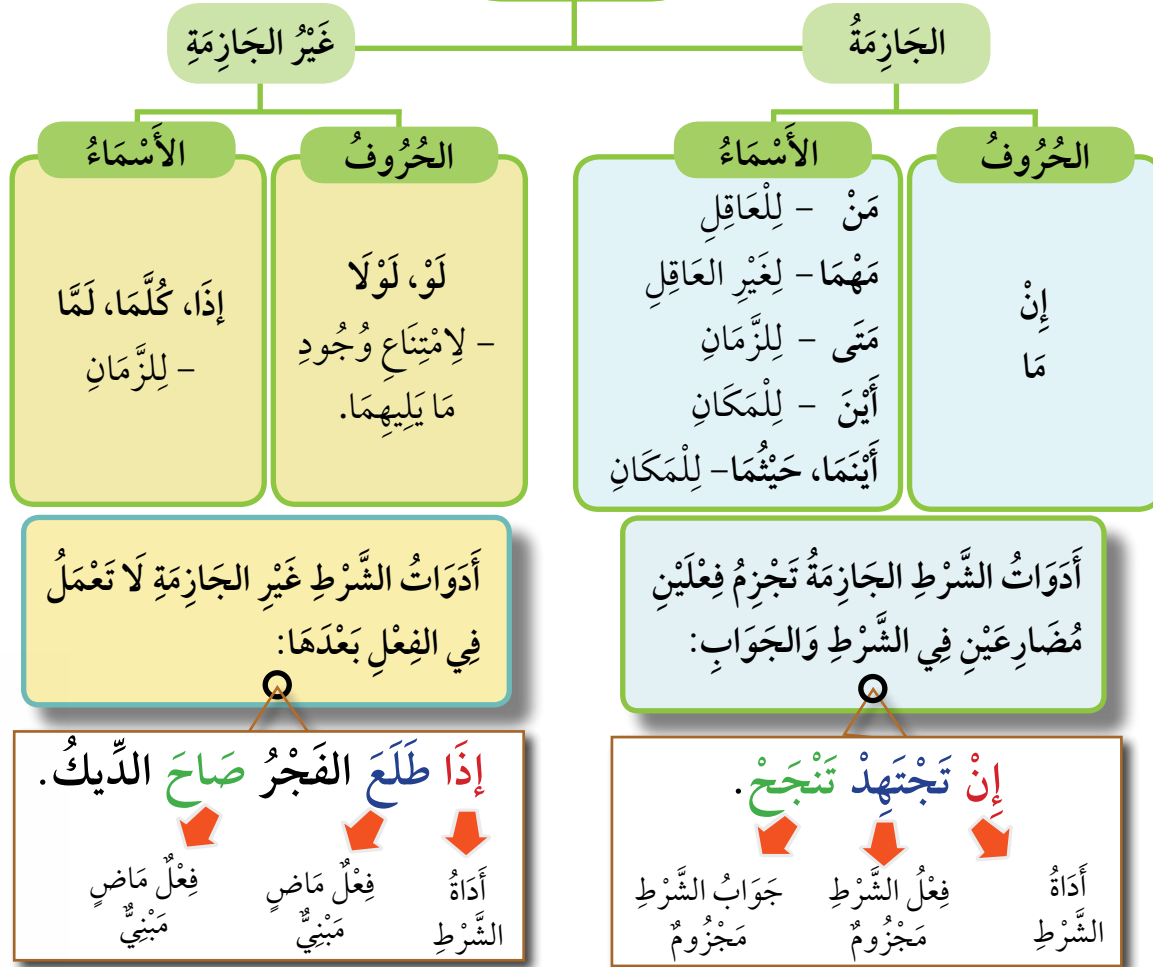 الجَازِمَةُ
غَيْرُ الجَازِمَةِ
الحُرُوفُ
إِنْ
مَا
الأَسْمَاءُ
مَنْ - لِلْعَاقِلِ
مَهْمَا - لِغَيْرِ العَاقِلِ
مَتَى - لِلزَّمَانِ
أَيْنَ - لِلْمَكَانِ
أَيْنَمَا، حَيْثُمَا - لِلْمَكَانِ
الحُرُوفُ
لَوْ، لَوْلَا
- لِامْتِنَاعِ وُجُودِ
مَا يَلِيهِمَا.
الأَسْمَاءُ
إِذَا، كُلَّمَا، لَمَّا
- لِلزَّمَانِ
أَدَوَاتُ الشَّرْطِ الجَازِمَةُ تَجْزِمُ فِعْلَيْنِ
مُضَارِعَيْنِ فِي الشَّرْطِ وَالجَوَابِ:
إِنْ تَجْتَهِدْ تَنْجَحْ.
أَدَاةُ
الشَّرْطِ
فِعْلُ الشَّرْطِ
مَجْزُومٌ
جَوَابُ الشَّرْطِ
مَجْزُومٌ
أَدَوَاتُ الشَّرْطِ غَيْرِ الجَازِمَةِ لَا تَعْمَلُ
فِي الفِعْلِ بَعْدَهَا:
إِذَا طَلَعَ الفَجْرُ صَاحَ الدِّيكُ.
أَدَاةُ
الشَّرْطِ
فِعْلٌ مَاضٍ
مَبْنِيٌّ
فِعْلٌ مَاضٍ
مَبْنِيٌّ